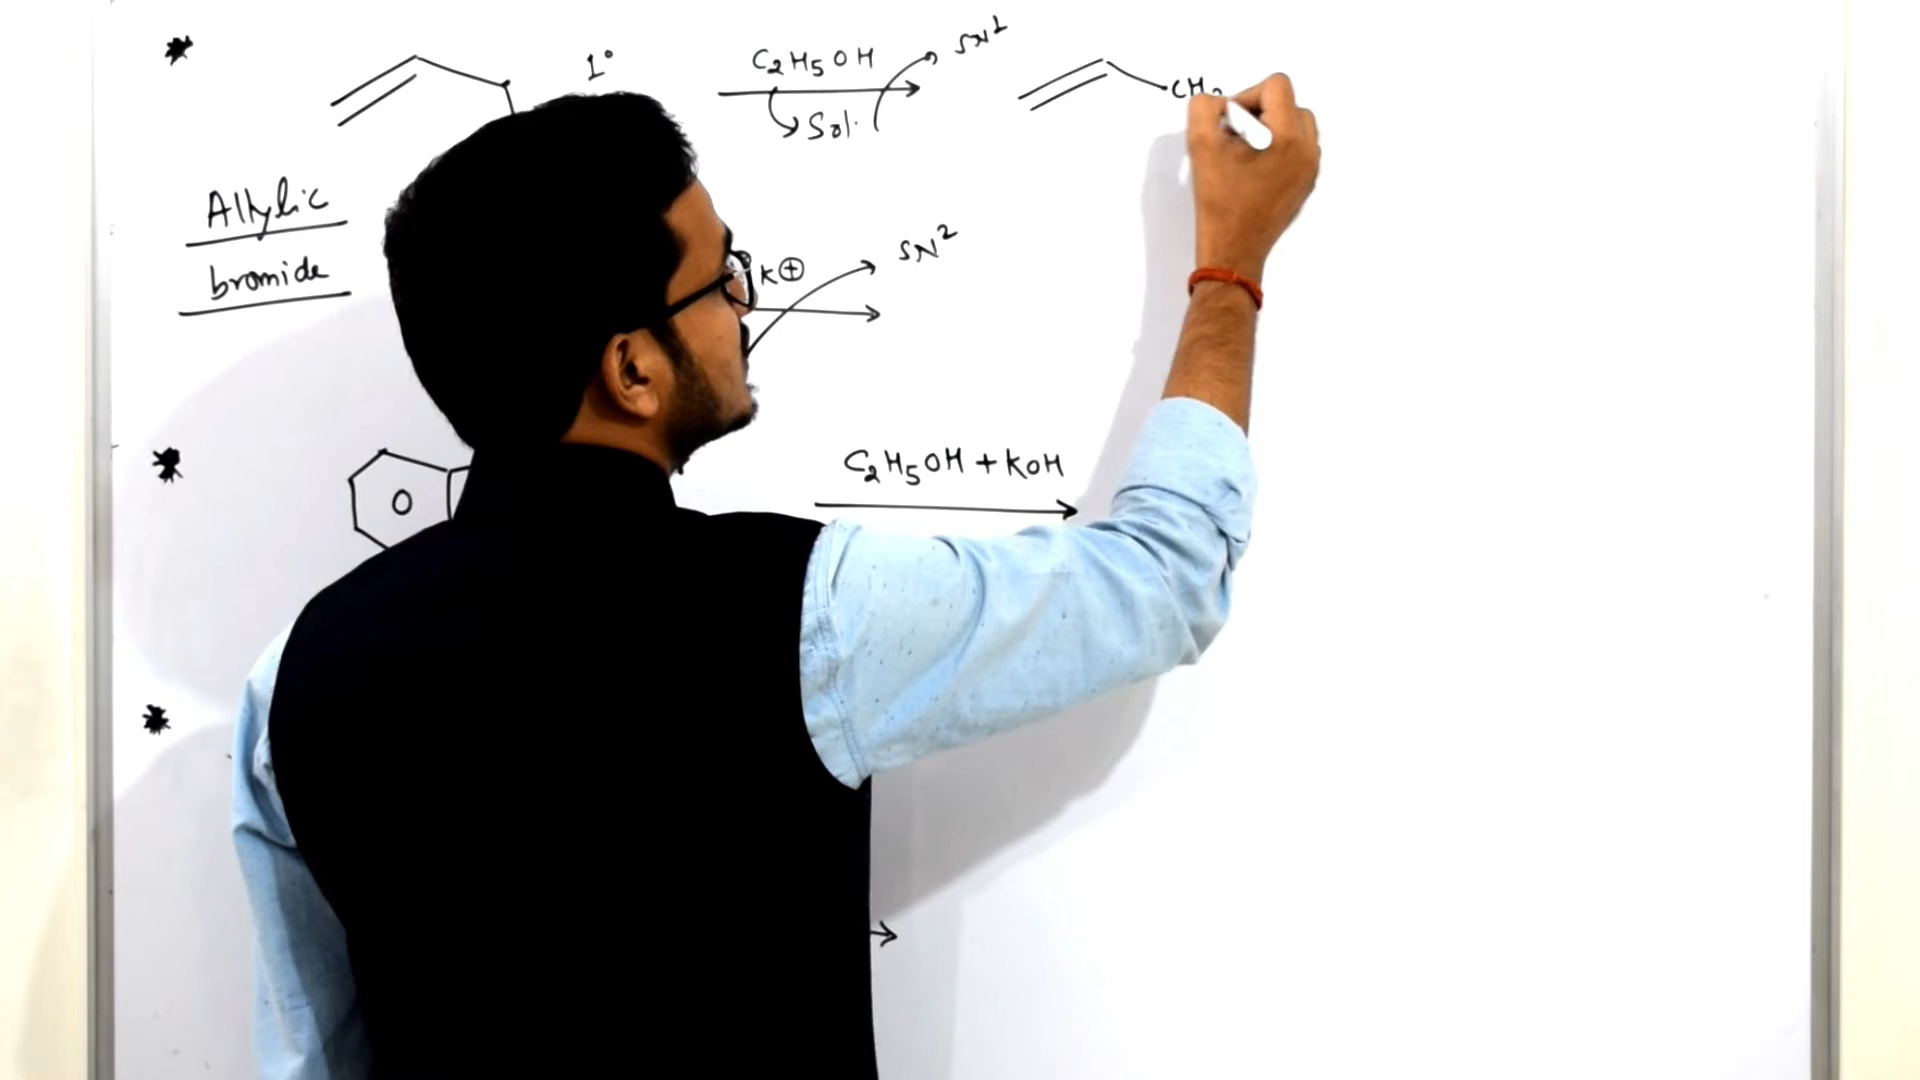 1°
C₂H₅OH
SN¹
Sol.
CH₂
Allylic
bromide
K⊕
SN²
C₂H₅OH + KOH